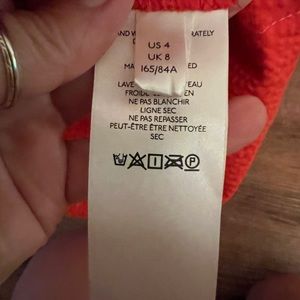 US 4
UK 8
165/84A
FROIDE
NE PAS BLANCHIR
LIGNE SEC
NE PAS REPASSER
PEUT-ÊTRE ÊTRE NETTOYÉE
SEC
P